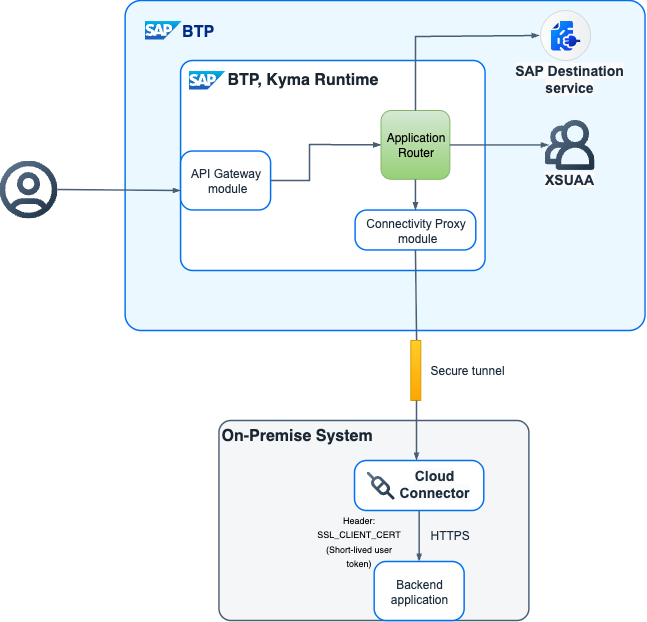 SAP BTP
SAP Destination
service
SAP BTP, Kyma Runtime
Application
Router
API Gateway
module
XSUAA
Connectivity Proxy
module
Secure tunnel
On-Premise System
Cloud
Connector
Header:
SSL_CLIENT_CERT
(Short-lived user
token)
HTTPS
Backend
application